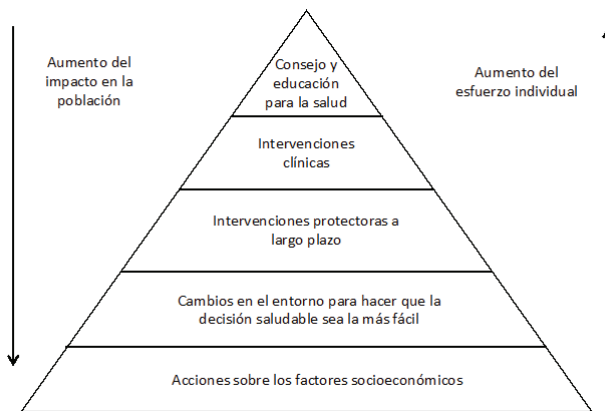 Aumento del
impacto en la
población
Consejo y
educación
para la salud
Aumento del
esfuerzo individual
Intervenciones
clínicas
Intervenciones protectoras a
largo plazo
Cambios en el entorno para hacer que la
decisión saludable sea la más fácil
Acciones sobre los factores socioeconómicos